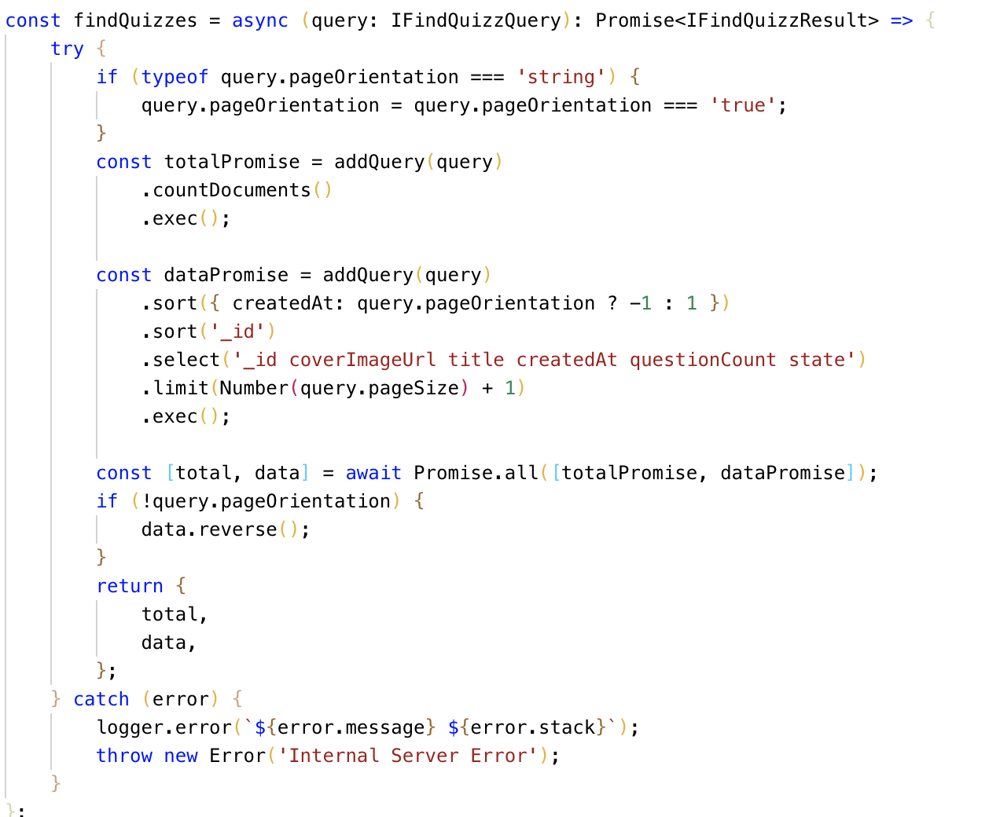 const findQuizzes = async (query: IFindQuizzQuery): Promise<IFindQuizzResult> => {
    try {
        if (typeof query.pageOrientation === 'string') {
            query.pageOrientation = query.pageOrientation === 'true';
        }
        const totalPromise = addQuery(query)
            .countDocuments()
            .exec();

        const dataPromise = addQuery(query)
            .sort({ createdAt: query.pageOrientation ? -1 : 1 })
            .sort('_id')
            .select('_id coverImageUrl title createdAt questionCount state')
            .limit(Number(query.pageSize) + 1)
            .exec();

        const [total, data] = await Promise.all([totalPromise, dataPromise]);
        if (!query.pageOrientation) {
            data.reverse();
        }
        return {
            total,
            data,
        };
    } catch (error) {
        logger.error(`${error.message} ${error.stack}`);
        throw new Error('Internal Server Error');
    }
};